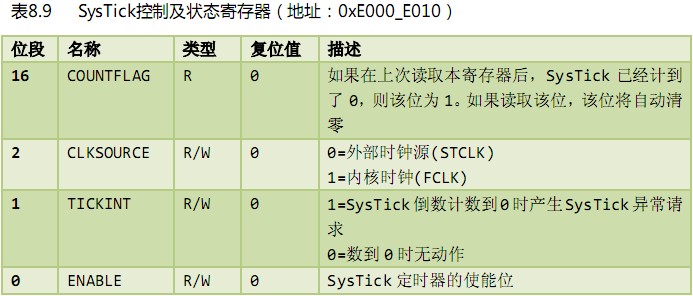 表8.9 SysTick控制及状态寄存器（地址：0xE000_E010）
位段 名称 类型 复位值 描述
16 COUNTFLAG R 0 如果在上次读取本寄存器后，SysTick 已经计到
了 0，则该位为 1。如果读取该位，该位将自动清
零
2 CLKSOURCE R/W 0 0=外部时钟源(STCLK)
1=内核时钟(FCLK)
1 TICKINT R/W 0 1=SysTick 倒数计数到 0 时产生 SysTick 异常请
求
0=数到 0 时无动作
0 ENABLE R/W 0 SysTick 定时器的使能位